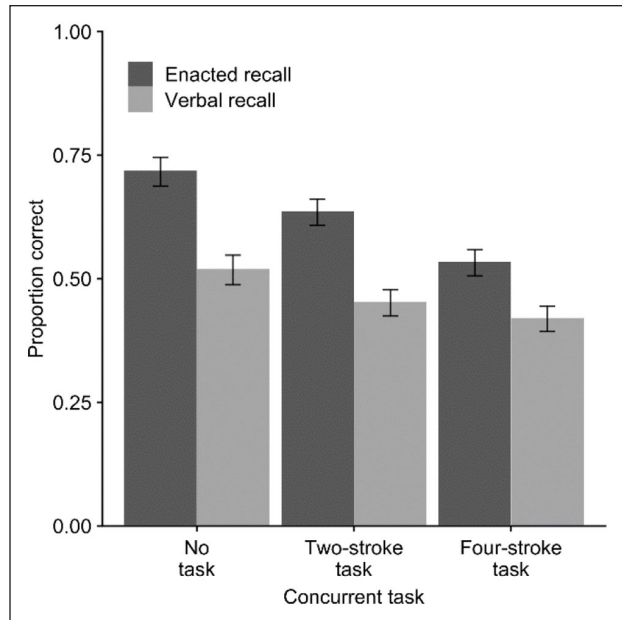 1.00
Enacted recall
Verbal recall
0.75
0.50
0.25
0.00
Proportion correct
No
task
Two-stroke
task
Four-stroke
task
Concurrent task